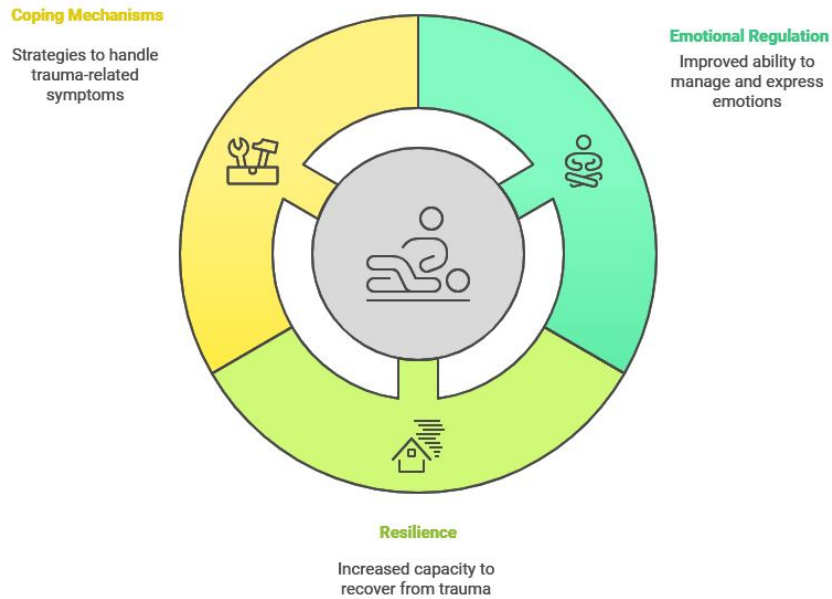 Coping Mechanisms
Strategies to handle
trauma-related
symptoms
Emotional Regulation
Improved ability to
manage and express
emotions
Resilience
Increased capacity to
recover from trauma